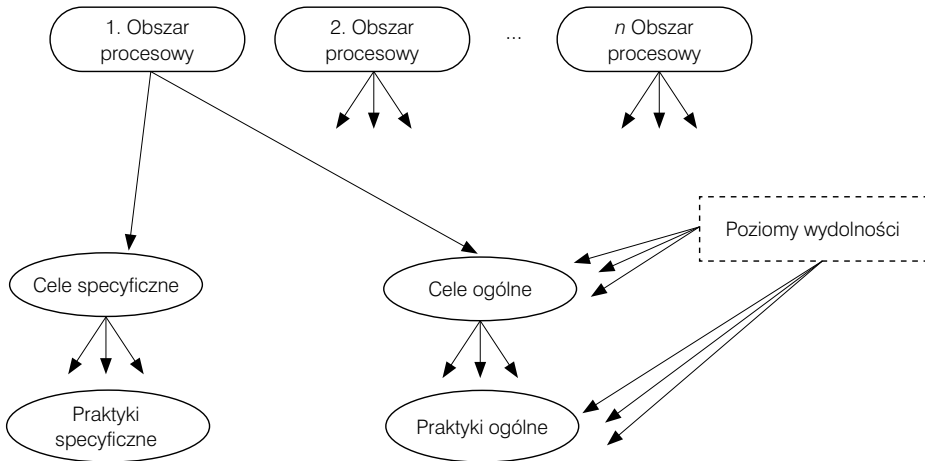 1. Obszar
procesowy
2. Obszar
procesowy
...
n Obszar
procesowy
Poziomy wydolności
Cele specyficzne
Cele ogólne
Praktyki
specyficzne
Praktyki ogólne